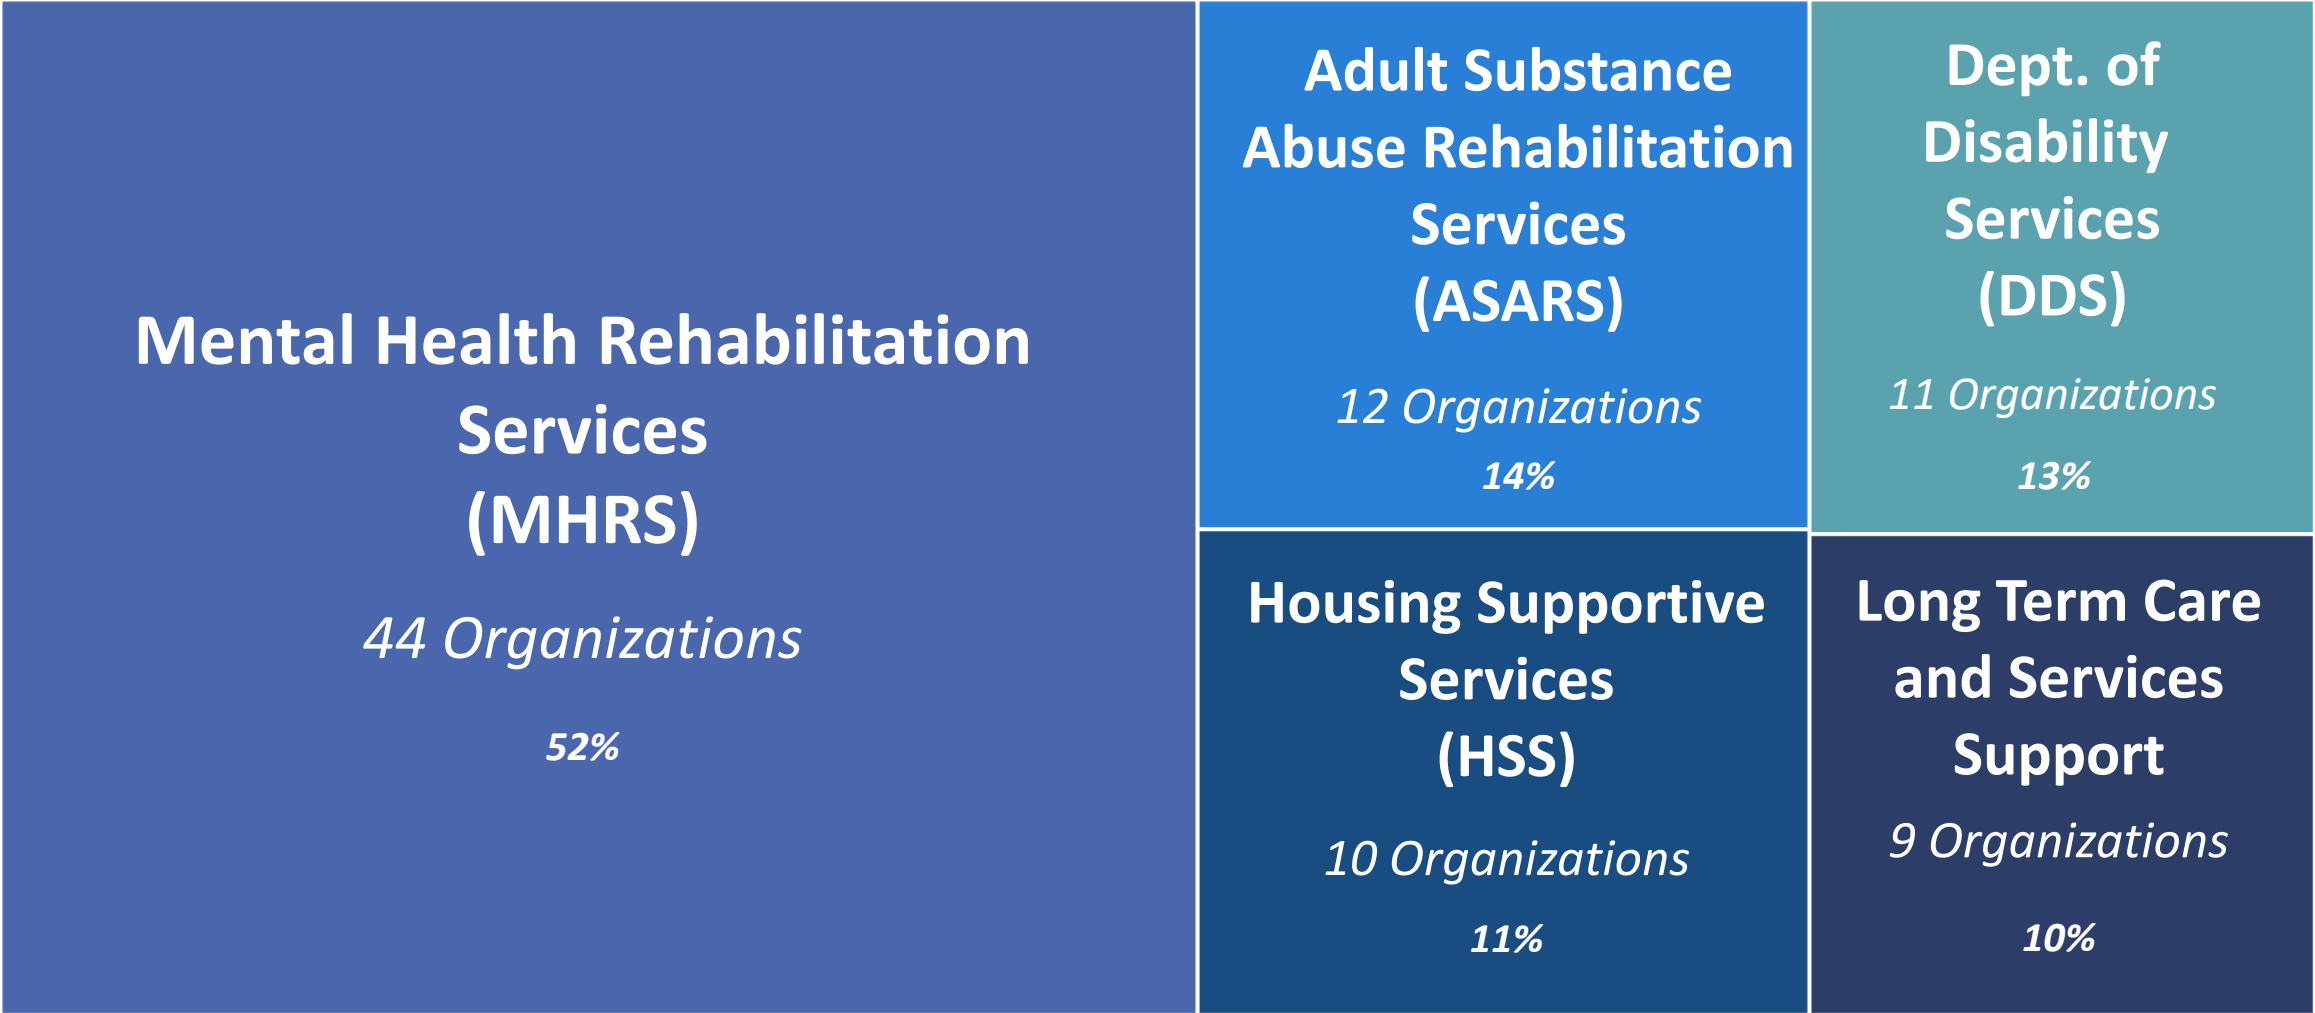 Mental Health Rehabilitation
Services
(MHRS)
44 Organizations
52%
Adult Substance
Abuse Rehabilitation
Services
(ASARS)
12 Organizations
14%
Dept. of
Disability
Services
(DDS)
11 Organizations
13%
Housing Supportive
Services
(HSS)
10 Organizations
11%
Long Term Care
and Services
Support
9 Organizations
10%